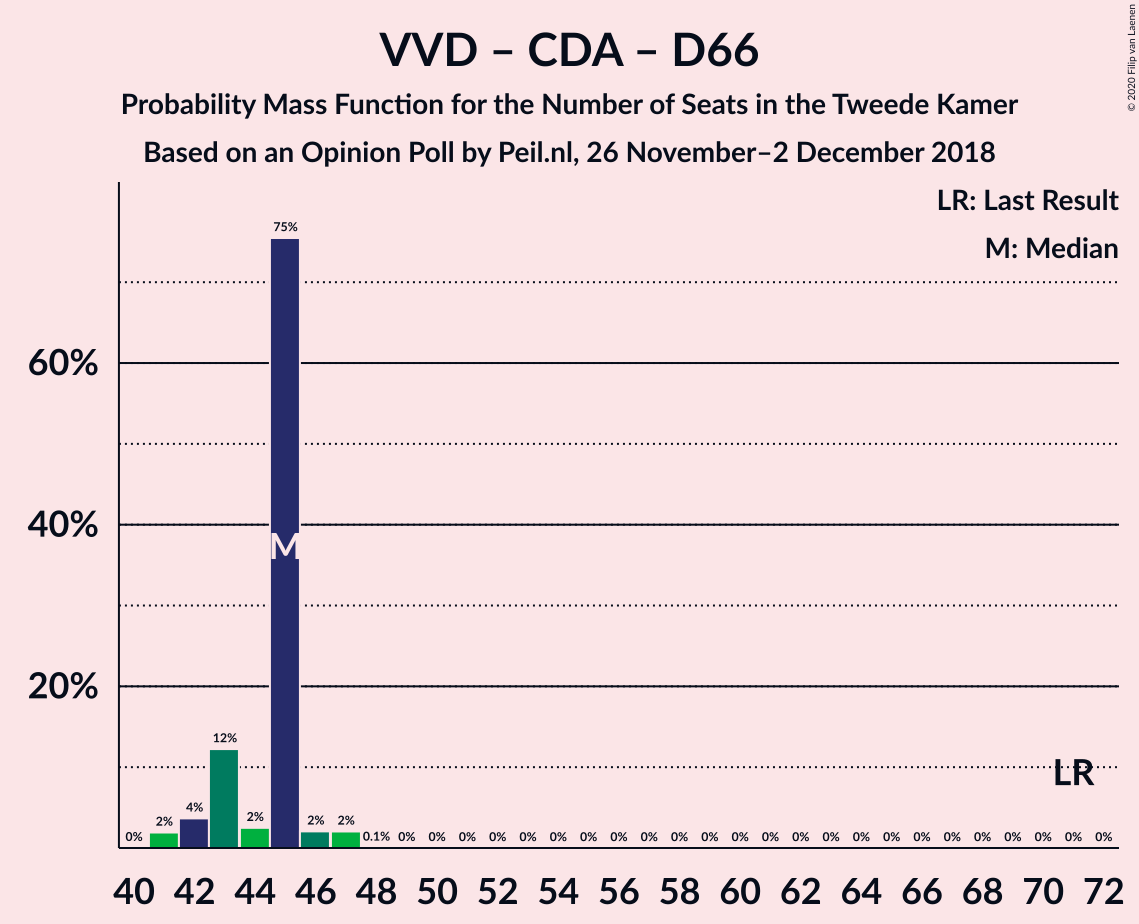 VVD – CDA – D66
Probability Mass Function for the Number of Seats in the Tweede Kamer
Based on an Opinion Poll by Peil.nl, 26 November–2 December 2018
© 2020 Filip van Laenen
LR: Last Result
M: Median
60%
40%
20%
0% 2% 4% 12% 2% 75% 2% 2% 0.1% 0% 0% 0% 0% 0% 0% 0% 0% 0% 0% 0% 0% 0% 0% 0% 0% 0% 0% 0% 0% 0% 0% 0% 0%
M
LR
40 42 44 46 48 50 52 54 56 58 60 62 64 66 68 70 72